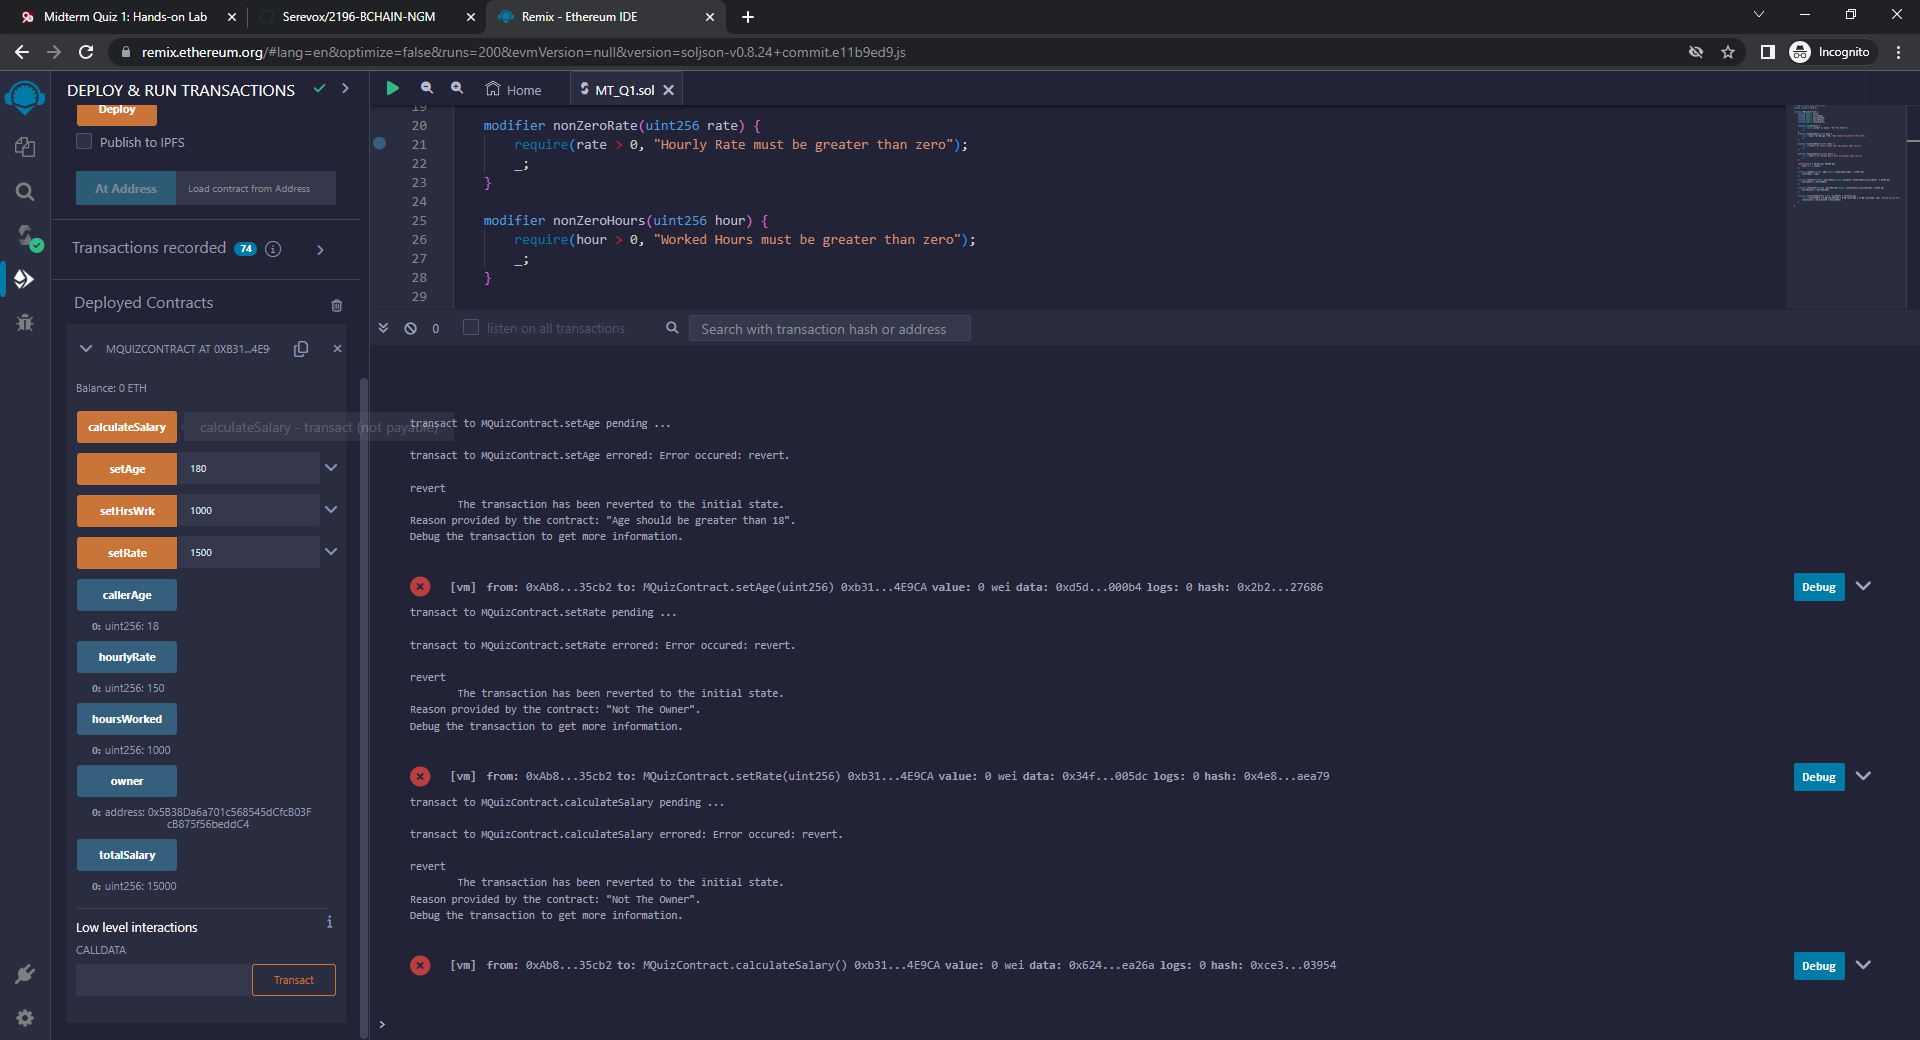 Midterm Quiz 1: Hands-on Lab
Serevox/2196-BCHAIN-NGM
Remix - Ethereum IDE
remix.ethereum.org/#lang=en&optimize=false&runs=200&evmVersion=null&version=soljson-v0.8.24+commit.e11b9ed9.js
Incognito
DEPLOY & RUN TRANSACTIONS
Deploy
Publish to IPFS
At Address
Load contract from Address
Transactions recorded 74 i
Deployed Contracts
MQUIZCONTRACT AT 0XB31...4E9
Balance: 0 ETH
calculateSalary
calculateSalary - transact (not payable)
setAge
180
setHrsWrk
1000
setRate
1500
callerAge
0: uint256: 18
hourlyRate
0: uint256: 150
hoursWorked
0: uint256: 1000
owner
0: address: 0x5B38Da6a701c568545dCfcB03F
cB875f56beddC4
totalSalary
0: uint256: 15000
Low level interactions
i
CALLDATA
Transact
Home
MT_Q1.sol
19
20 modifier nonZeroRate(uint256 rate) {
21 require(rate > 0, "Hourly Rate must be greater than zero");
22 _;
23 }
24
25 modifier nonZeroHours(uint256 hour) {
26 require(hour > 0, "Worked Hours must be greater than zero");
27 _;
28 }
29
0
listen on all transactions
Search with transaction hash or address
transact to MQuizContract.setAge pending ...
transact to MQuizContract.setAge errored: Error occured: revert.
revert
The transaction has been reverted to the initial state.
Reason provided by the contract: "Age should be greater than 18".
Debug the transaction to get more information.
[vm] from: 0xAb8...35cb2 to: MQuizContract.setAge(uint256) 0xb31...4E9CA value: 0 wei data: 0xd5d...000b4 logs: 0 hash: 0x2b2...27686
Debug
transact to MQuizContract.setRate pending ...
transact to MQuizContract.setRate errored: Error occured: revert.
revert
The transaction has been reverted to the initial state.
Reason provided by the contract: "Not The Owner".
Debug the transaction to get more information.
[vm] from: 0xAb8...35cb2 to: MQuizContract.setRate(uint256) 0xb31...4E9CA value: 0 wei data: 0x34f...005dc logs: 0 hash: 0x4e8...aea79
Debug
transact to MQuizContract.calculateSalary pending ...
transact to MQuizContract.calculateSalary errored: Error occured: revert.
revert
The transaction has been reverted to the initial state.
Reason provided by the contract: "Not The Owner".
Debug the transaction to get more information.
[vm] from: 0xAb8...35cb2 to: MQuizContract.calculateSalary() 0xb31...4E9CA value: 0 wei data: 0x624...ea26a logs: 0 hash: 0xce3...03954
Debug
>